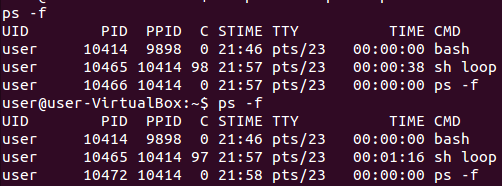 ps -f
UID        PID  PPID  C STIME TTY          TIME CMD
user     10414  9898  0 21:46 pts/23   00:00:00 bash
user     10465 10414 98 21:57 pts/23   00:00:38 sh loop
user     10466 10414  0 21:57 pts/23   00:00:00 ps -f
user@user-VirtualBox:~$ ps -f
UID        PID  PPID  C STIME TTY          TIME CMD
user     10414  9898  0 21:46 pts/23   00:00:00 bash
user     10465 10414 97 21:57 pts/23   00:01:16 sh loop
user     10472 10414  0 21:58 pts/23   00:00:00 ps -f